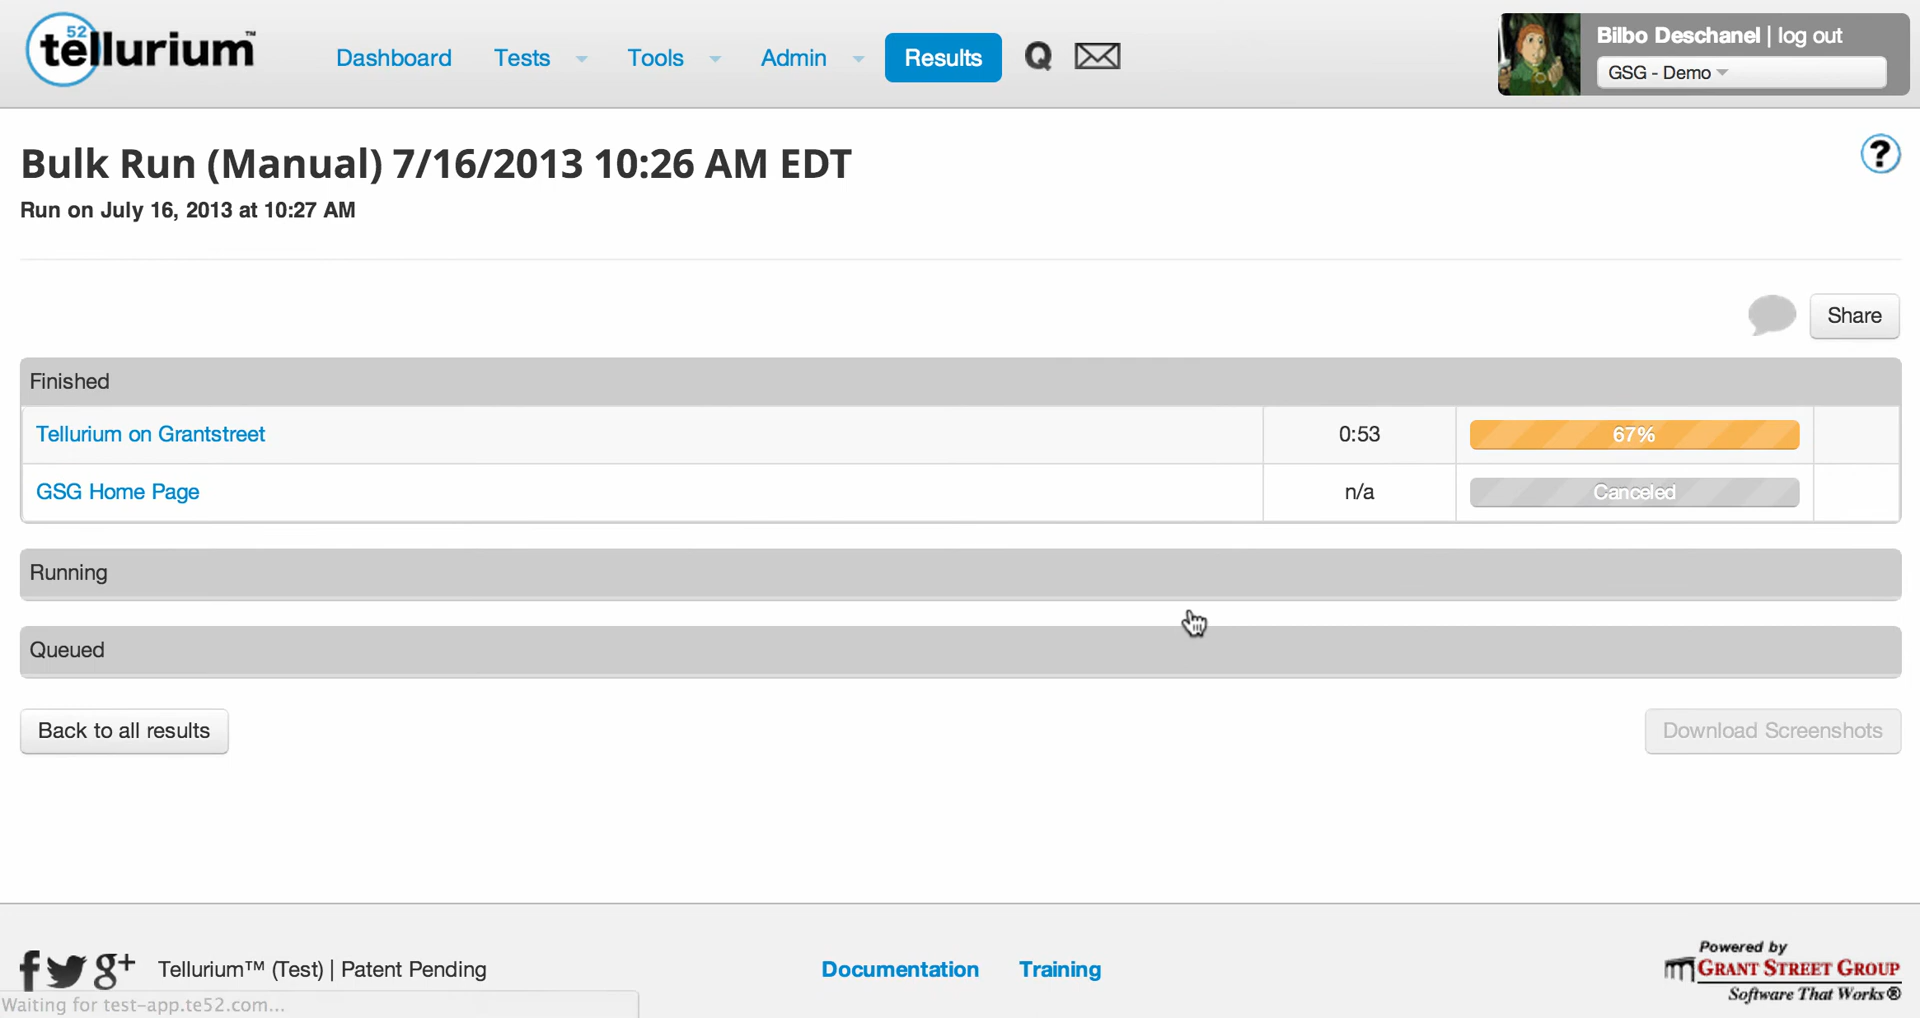 52
tellurium™
Dashboard Tests Tools Admin Results Q
Bilbo Deschanel | log out
GSG - Demo
Bulk Run (Manual) 7/16/2013 10:26 AM EDT
?
Run on July 16, 2013 at 10:27 AM
Share
Finished
Tellurium on Grantstreet 0:53 67%
GSG Home Page n/a Canceled
Running
Queued
Back to all results Download Screenshots
f g+ Tellurium™ (Test) | Patent Pending Documentation Training
Powered by
GRANT STREET GROUP
Software That Works®
Waiting for test-app.te52.com...